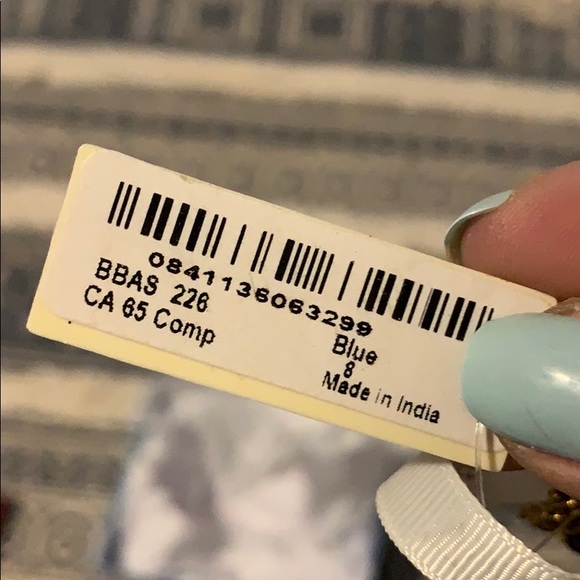 0841136063299
BBAS 226
CA 65 Comp
Blue
8
Made in India